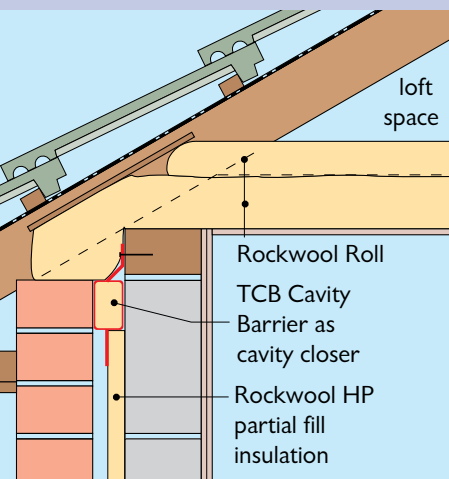 loft
space
Rockwool Roll
TCB Cavity
Barrier as
cavity closer
Rockwool HP
partial fill
insulation